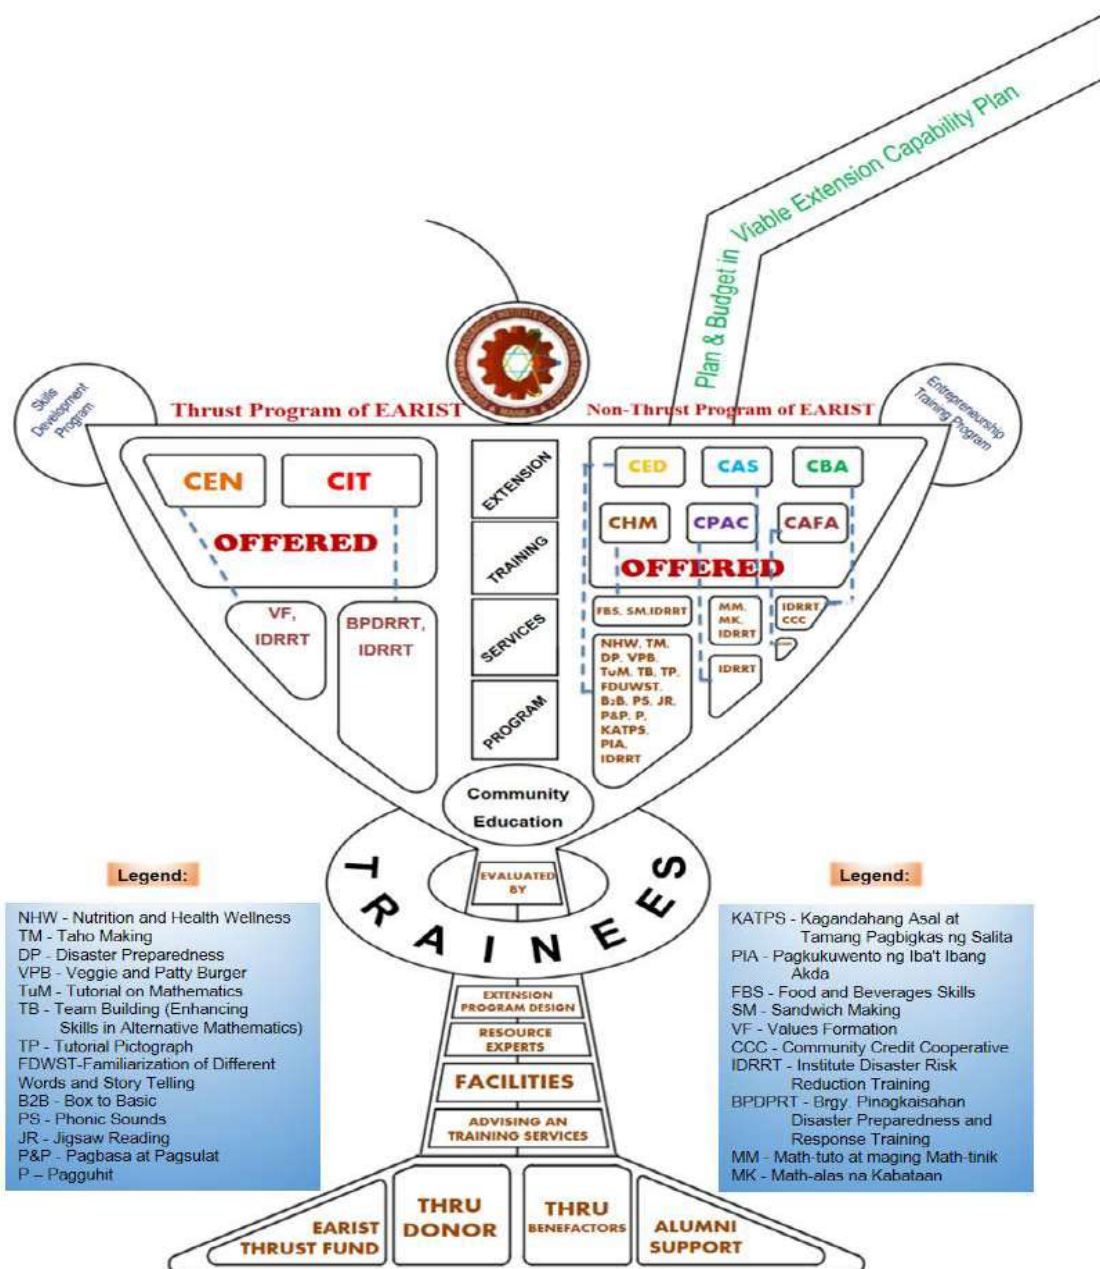 Plan & Budget in Viable Extension Capability Plan
Skills
Development
Program
Thrust Program of EARIST
Non-Thrust Program of EARIST
Entrepreneurship
Training Program
CEN
CIT
OFFERED
VF,
IDRRT
BPDRRT,
IDRRT
EXTENSION
TRAINING
SERVICES
PROGRAM
CED
CAS
CBA
CHM
CPAC
CAFA
OFFERED
FBS, SM,IDRRT
MM,
MK,
IDRRT
IDRRT,
CCC
NHW, TM,
DP, VPB,
TuM, TB, TP,
FDUWST,
B2B, PS, JR,
P&P, P,
KATPS,
PIA,
IDRRT
IDRRT
Community
Education
EVALUATED
BY
TRAINEES
EXTENSION
PROGRAM DESIGN
RESOURCE
EXPERTS
FACILITIES
ADVISING AN
TRAINING SERVICES
EARIST
THRUST FUND
THRU
DONOR
THRU
BENEFACTORS
ALUMNI
SUPPORT
Legend:
NHW - Nutrition and Health Wellness
TM - Taho Making
DP - Disaster Preparedness
VPB - Veggie and Patty Burger
TuM - Tutorial on Mathematics
TB - Team Building (Enhancing
Skills in Alternative Mathematics)
TP - Tutorial Pictograph
FDWST-Familiarization of Different
Words and Story Telling
B2B - Box to Basic
PS - Phonic Sounds
JR - Jigsaw Reading
P&P - Pagbasa at Pagsulat
P – Pagguhit
Legend:
KATPS - Kagandahang Asal at
Tamang Pagbigkas ng Salita
PIA - Pagkukuwento ng Iba't Ibang
Akda
FBS - Food and Beverages Skills
SM - Sandwich Making
VF - Values Formation
CCC - Community Credit Cooperative
IDRRT - Institute Disaster Risk
Reduction Training
BPDPRT - Brgy. Pinagkaisahan
Disaster Preparedness and
Response Training
MM - Math-tuto at maging Math-tinik
MK - Math-alas na Kabataan